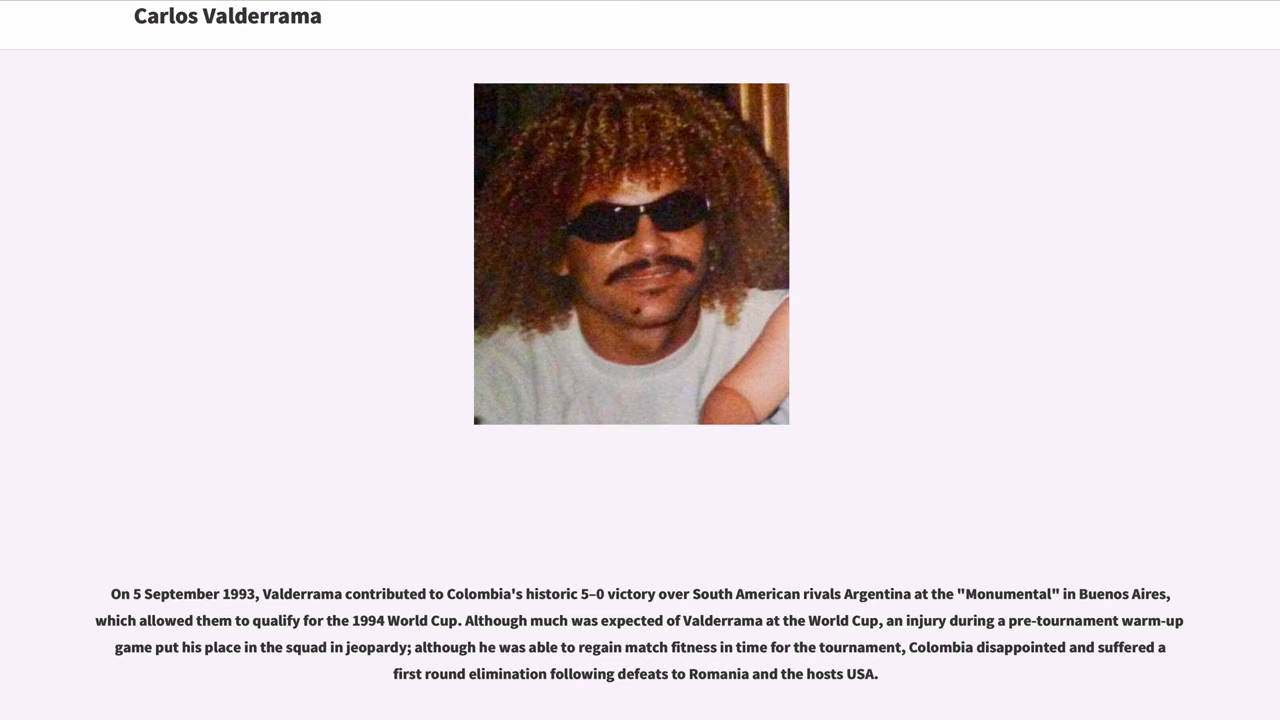 Carlos Valderrama
On 5 September 1993, Valderrama contributed to Colombia's historic 5–0 victory over South American rivals Argentina at the "Monumental" in Buenos Aires,
which allowed them to qualify for the 1994 World Cup. Although much was expected of Valderrama at the World Cup, an injury during a pre-tournament warm-up
game put his place in the squad in jeopardy; although he was able to regain match fitness in time for the tournament, Colombia disappointed and suffered a
first round elimination following defeats to Romania and the hosts USA.